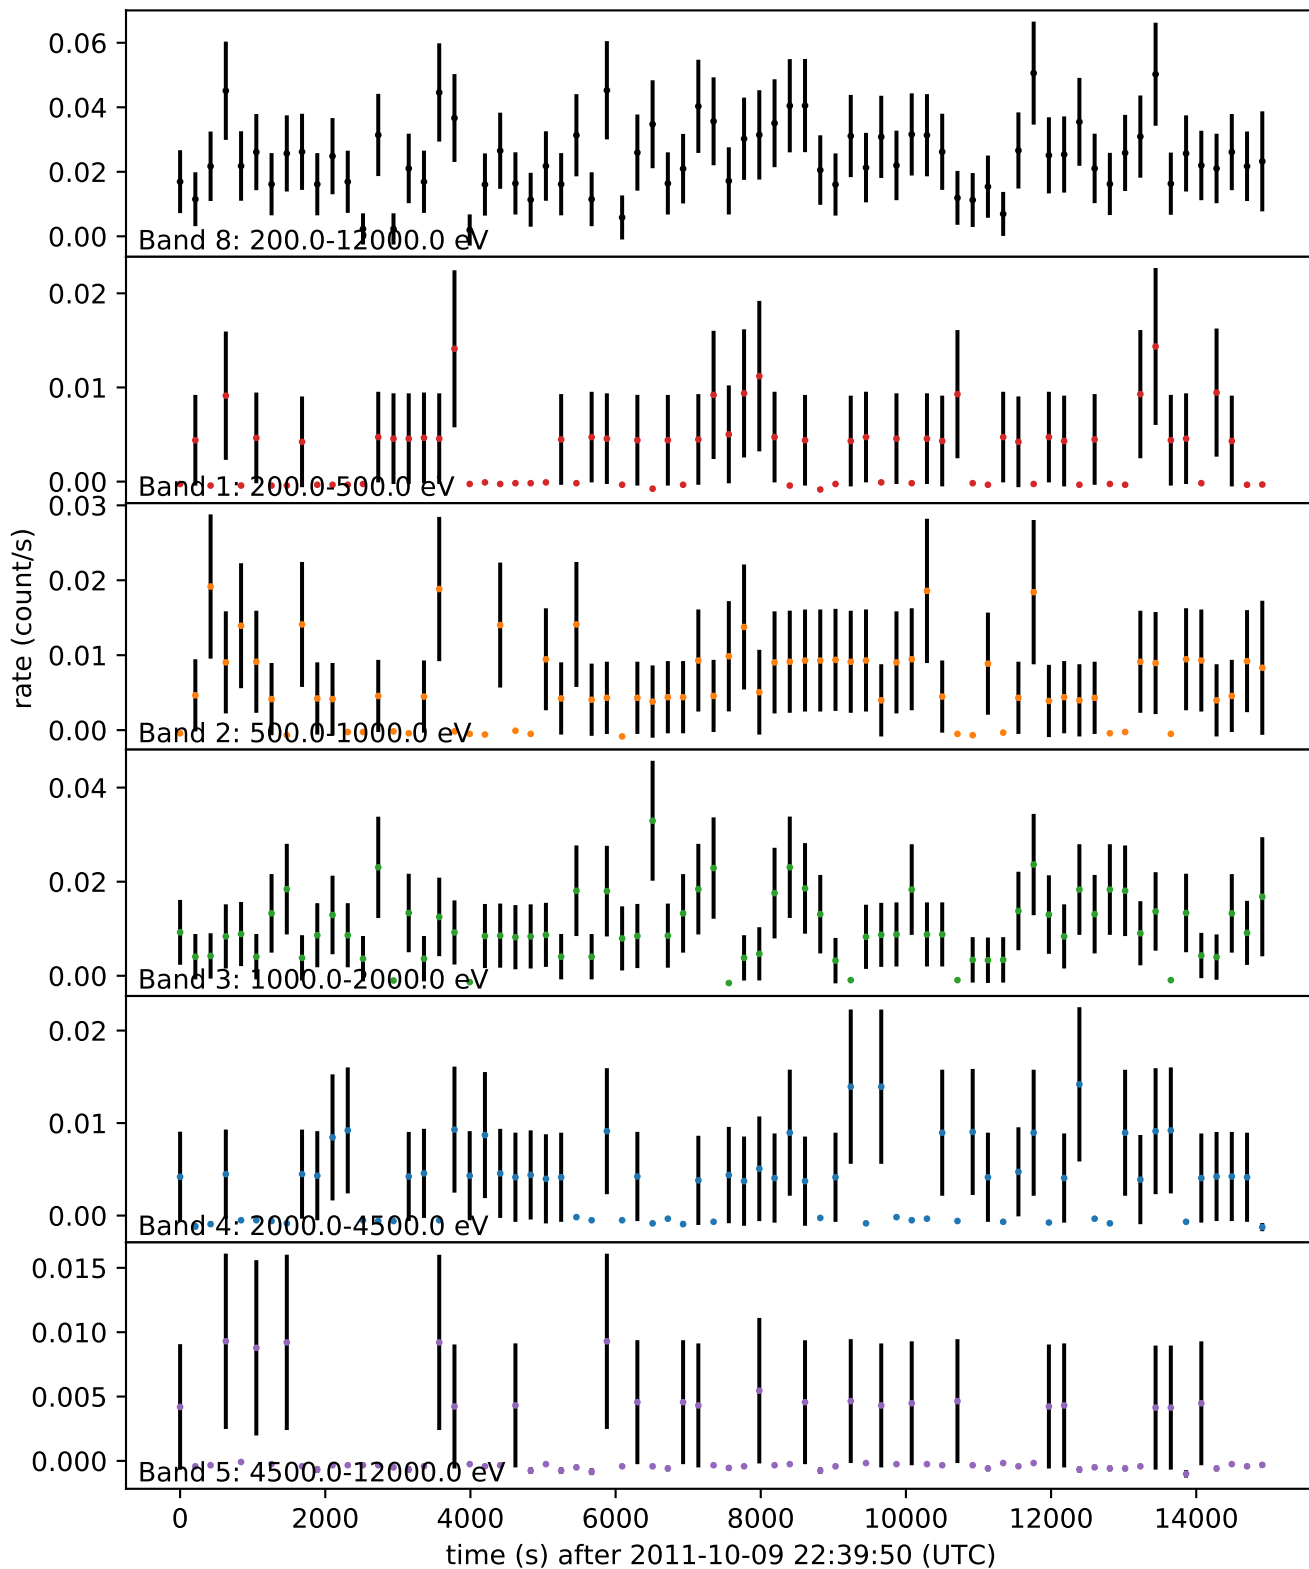 0.06
0.04
0.02
0.00
Band 8: 200.0-12000.0 eV
0.02
0.01
0.00
Band 1: 200.0-500.0 eV
0.03
0.02
0.01
0.00
Band 2: 500.0-1000.0 eV
rate (count/s)
0.04
0.02
0.00
Band 3: 1000.0-2000.0 eV
0.02
0.01
0.00
Band 4: 2000.0-4500.0 eV
0.015
0.010
0.005
0.000
Band 5: 4500.0-12000.0 eV
0 2000 4000 6000 8000 10000 12000 14000
time (s) after 2011-10-09 22:39:50 (UTC)